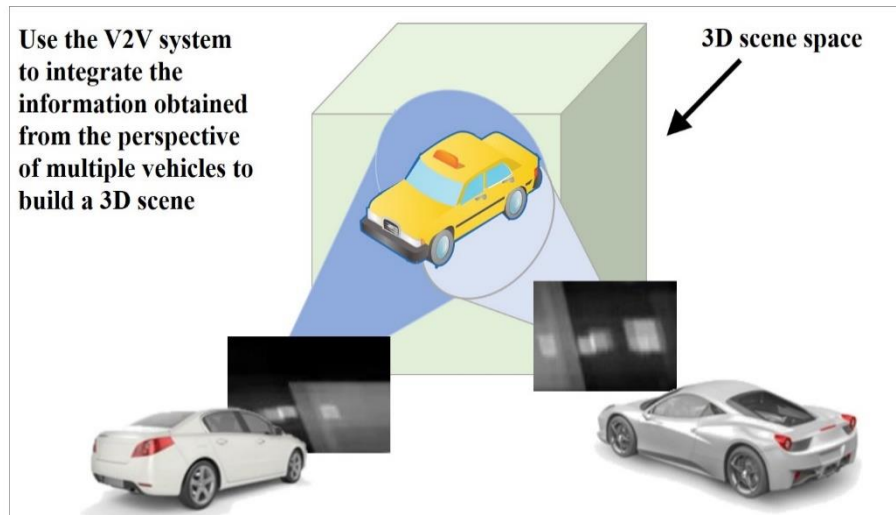 Use the V2V system
to integrate the
information obtained
from the perspective
of multiple vehicles to
build a 3D scene
3D scene space